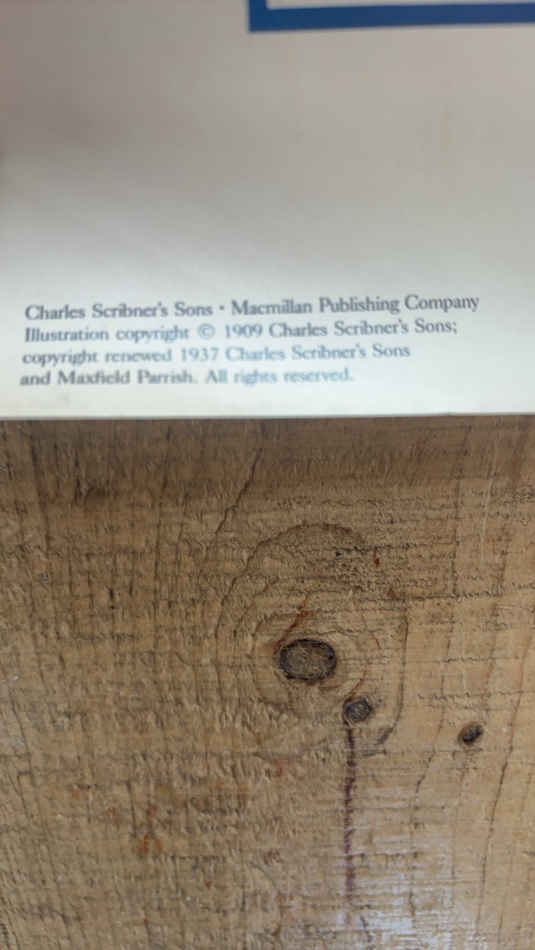 Charles Scribner's Sons • Macmillan Publishing Company
Illustration copyright © 1909 Charles Scribner's Sons;
copyright renewed 1937 Charles Scribner's Sons
and Maxfield Parrish. All rights reserved.